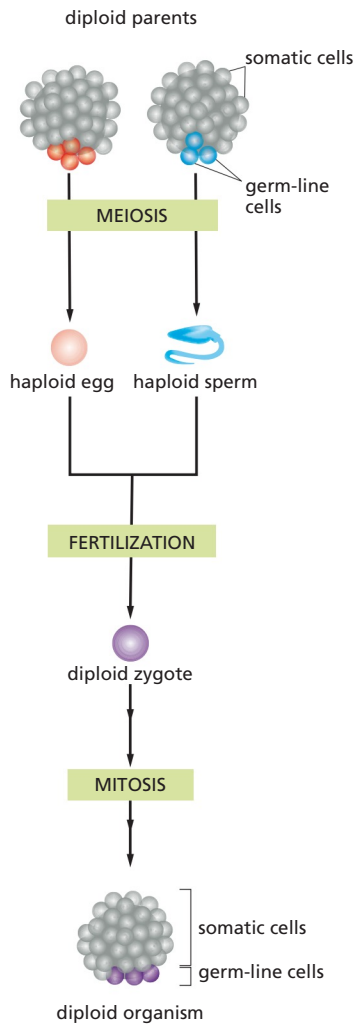 diploid parents
somatic cells
germ-line
cells
MEIOSIS
haploid egg
haploid sperm
FERTILIZATION
diploid zygote
MITOSIS
somatic cells
germ-line cells
diploid organism